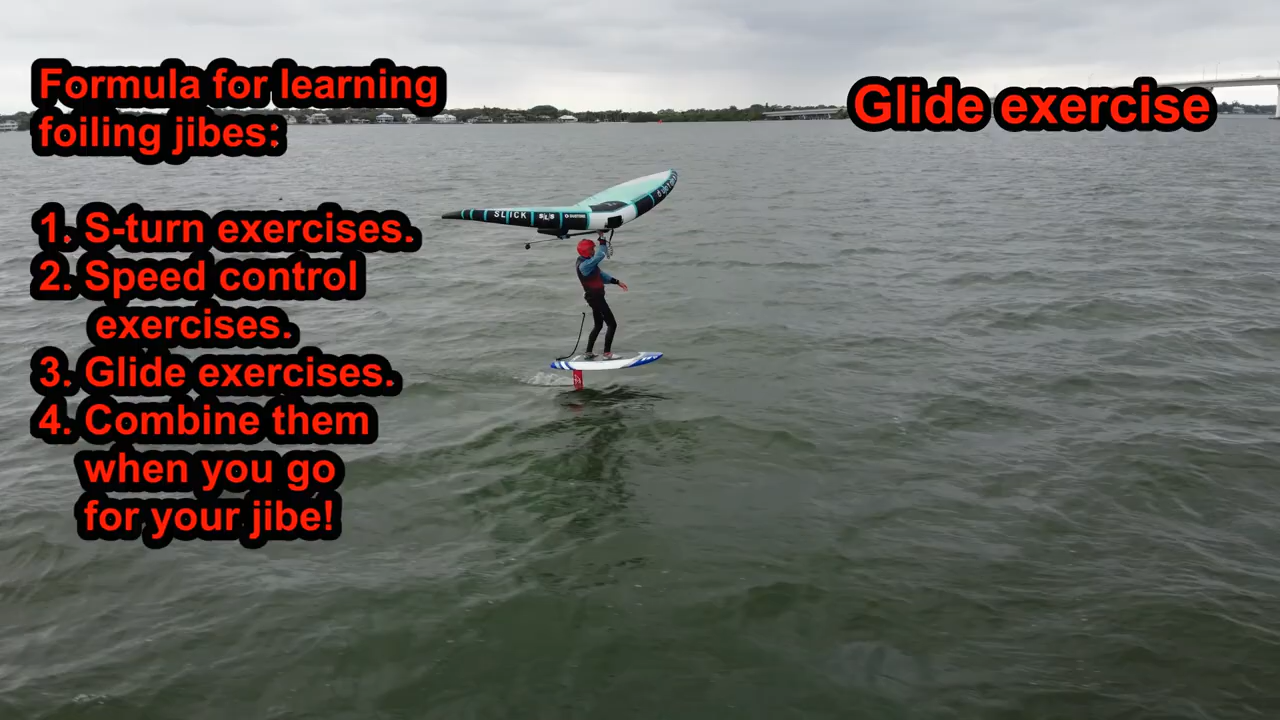 Formula for learning
foiling jibes:
1. S-turn exercises.
2. Speed control
exercises.
3. Glide exercises.
4. Combine them
when you go
for your jibe!
Glide exercise
SLICK SLS